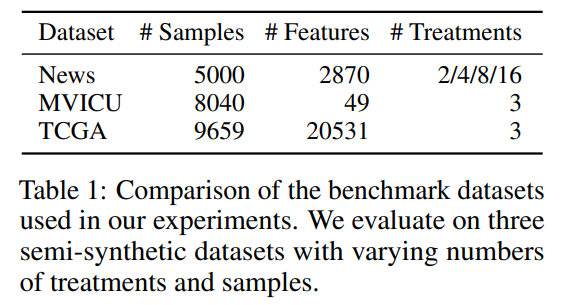 Dataset # Samples # Features # Treatments
News 5000 2870 2/4/8/16
MVICU 8040 49 3
TCGA 9659 20531 3
Table 1: Comparison of the benchmark datasets
used in our experiments. We evaluate on three
semi-synthetic datasets with varying numbers
of treatments and samples.